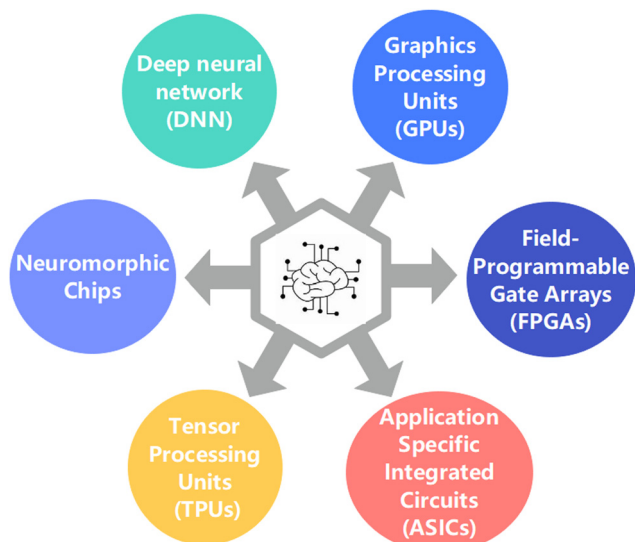 Deep neural
network
(DNN)
Graphics
Processing
Units
(GPUs)
Neuromorphic
Chips
Field-
Programmable
Gate Arrays
(FPGAs)
Tensor
Processing
Units
(TPUs)
Application
Specific
Integrated
Circuits
(ASICs)